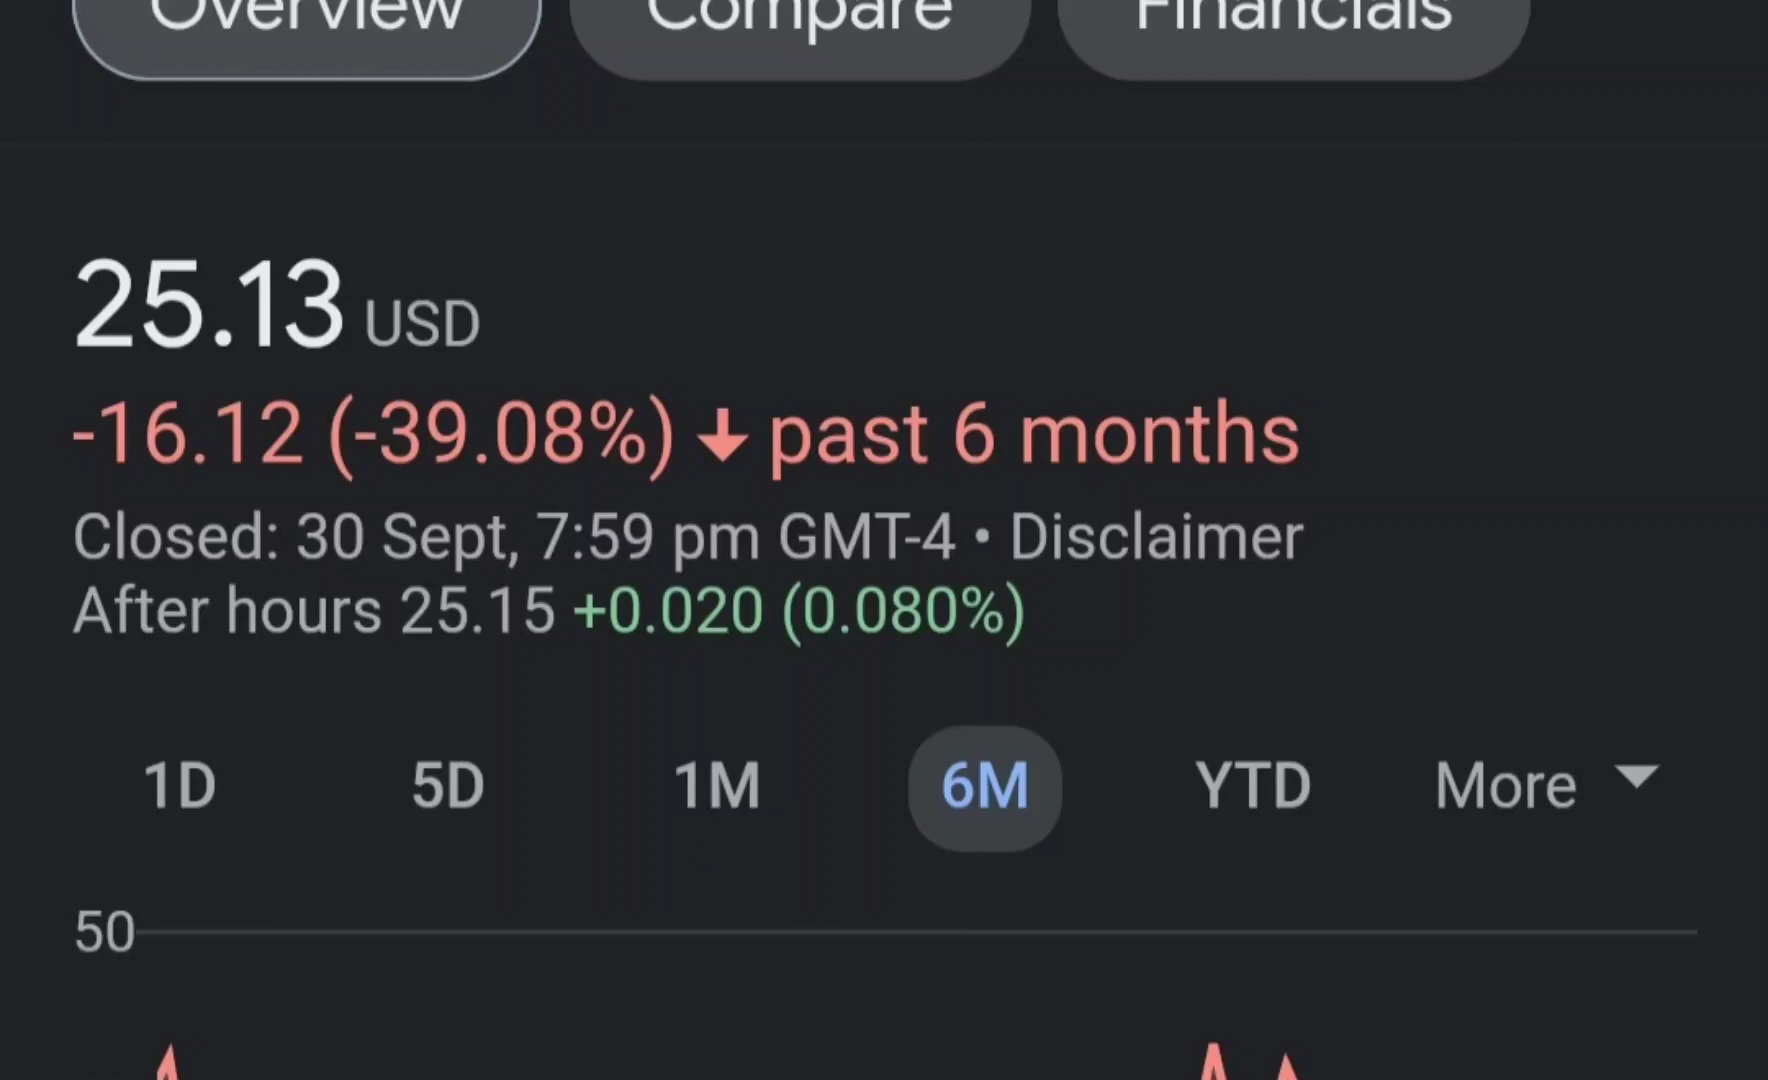 Overview Compare Financials
25.13 USD
-16.12 (-39.08%) ↓ past 6 months
Closed: 30 Sept, 7:59 pm GMT-4 • Disclaimer
After hours 25.15 +0.020 (0.080%)
1D 5D 1M 6M YTD More
50